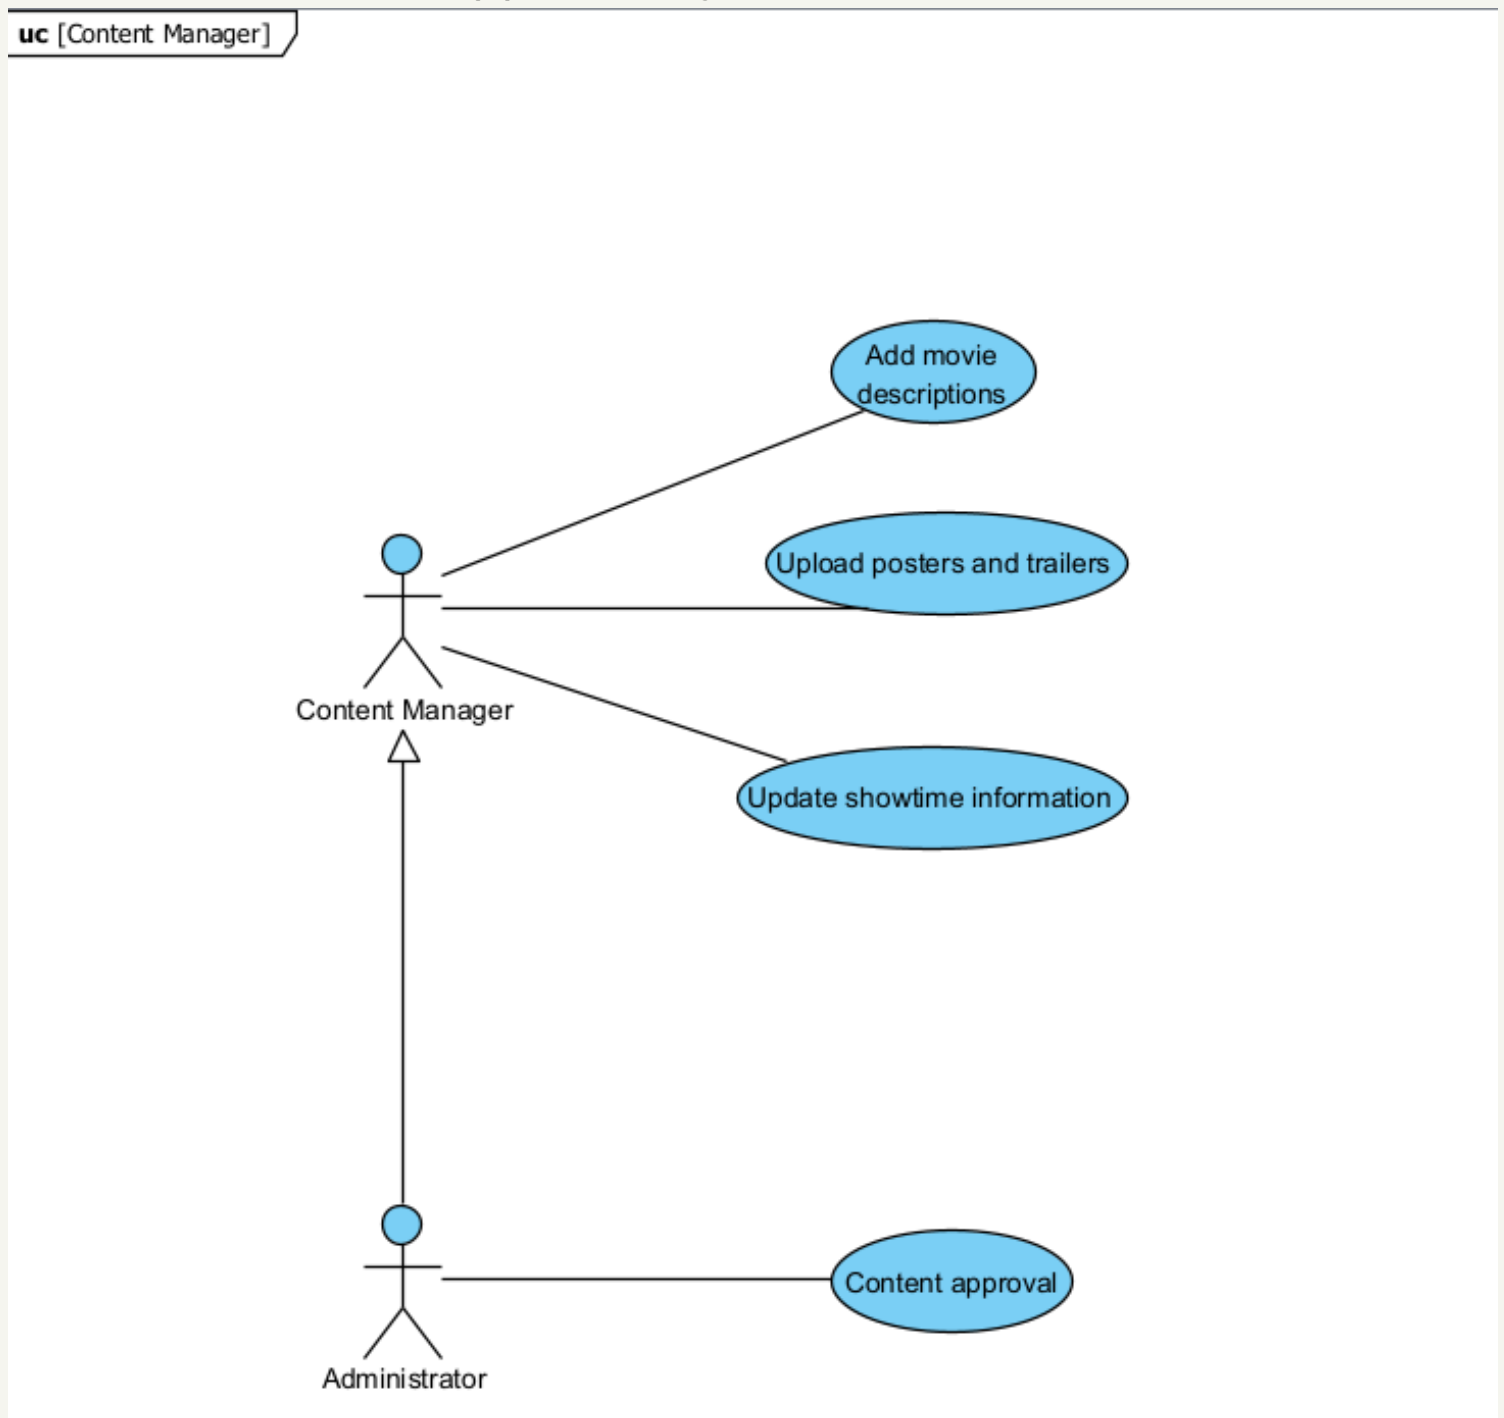 uc [Content Manager]
Add movie
descriptions
Upload posters and trailers
Content Manager
Update showtime information
Content approval
Administrator